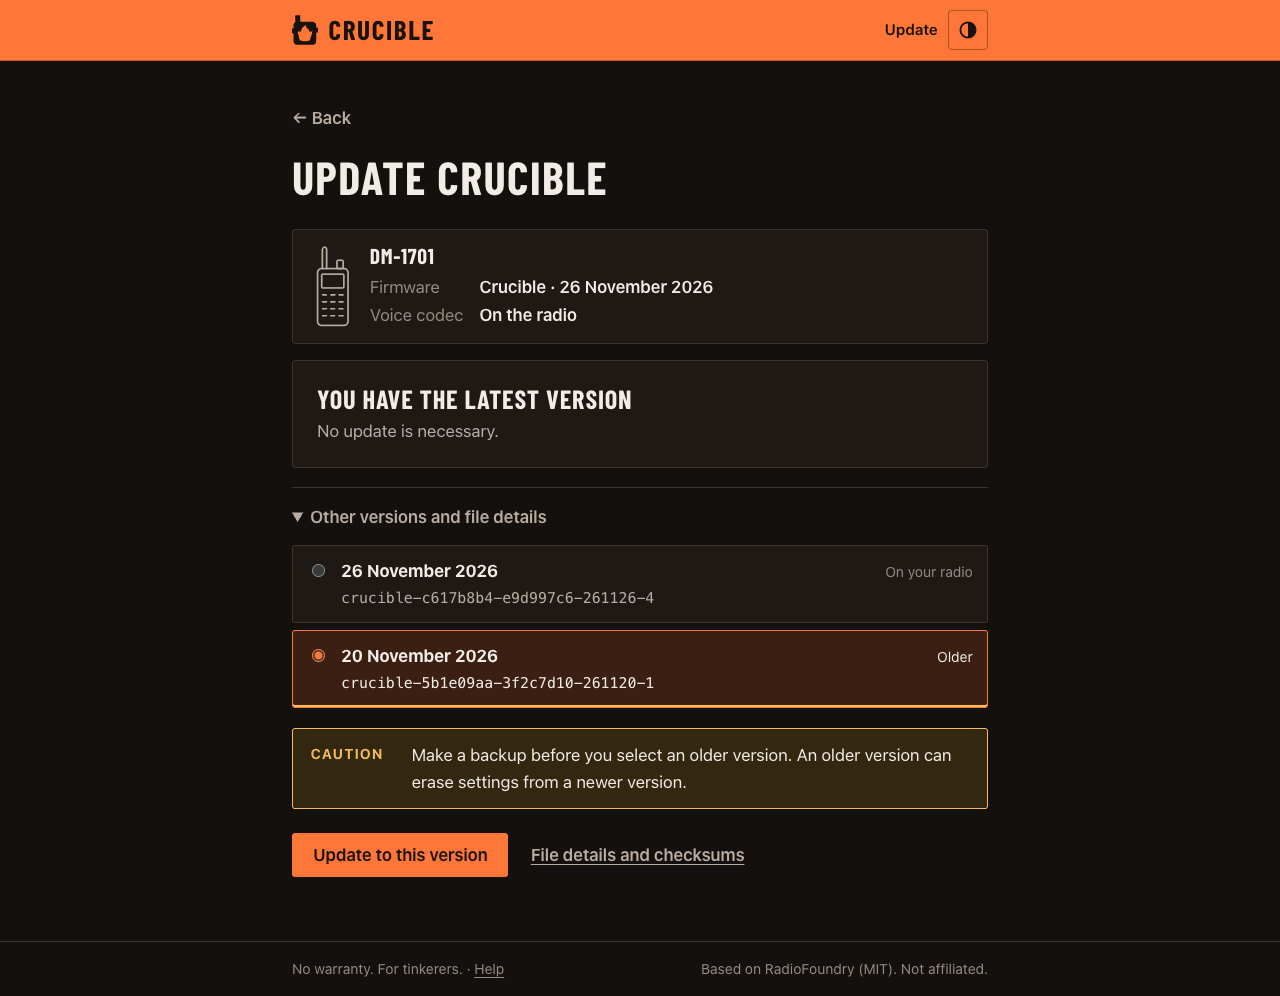 CRUCIBLE
Update
← Back
UPDATE CRUCIBLE
DM-1701
Firmware Crucible · 26 November 2026
Voice codec On the radio
YOU HAVE THE LATEST VERSION
No update is necessary.
▼ Other versions and file details
26 November 2026 On your radio
crucible-c617b8b4-e9d997c6-261126-4
20 November 2026 Older
crucible-5b1e09aa-3f2c7d10-261120-1
CAUTION Make a backup before you select an older version. An older version can
erase settings from a newer version.
Update to this version File details and checksums
No warranty. For tinkerers. · Help Based on RadioFoundry (MIT). Not affiliated.